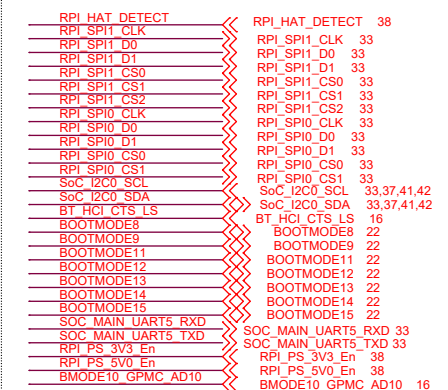 RPI_HAT_DETECT RPI_HAT_DETECT 38
RPI_SPI1_CLK RPI_SPI1_CLK 33
RPI_SPI1_D0 RPI_SPI1_D0 33
RPI_SPI1_D1 RPI_SPI1_D1 33
RPI_SPI1_CS0 RPI_SPI1_CS0 33
RPI_SPI1_CS1 RPI_SPI1_CS1 33
RPI_SPI1_CS2 RPI_SPI1_CS2 33
RPI_SPI0_CLK RPI_SPI0_CLK 33
RPI_SPI0_D0 RPI_SPI0_D0 33
RPI_SPI0_D1 RPI_SPI0_D1 33
RPI_SPI0_CS0 RPI_SPI0_CS0 33
RPI_SPI0_CS1 RPI_SPI0_CS1 33
SoC_I2C0_SCL SoC_I2C0_SCL 33,37,41,42
SoC_I2C0_SDA SoC_I2C0_SDA 33,37,41,42
BT_HCI_CTS_LS BT_HCI_CTS_LS 16
BOOTMODE8 BOOTMODE8 22
BOOTMODE9 BOOTMODE9 22
BOOTMODE11 BOOTMODE11 22
BOOTMODE12 BOOTMODE12 22
BOOTMODE13 BOOTMODE13 22
BOOTMODE14 BOOTMODE14 22
BOOTMODE15 BOOTMODE15 22
SOC_MAIN_UART5_RXD SOC_MAIN_UART5_RXD 33
SOC_MAIN_UART5_TXD SOC_MAIN_UART5_TXD 33
RPI_PS_3V3_En RPI_PS_3V3_En 38
RPI_PS_5V0_En RPI_PS_5V0_En 38
BMODE10_GPMC_AD10 BMODE10_GPMC_AD10 16